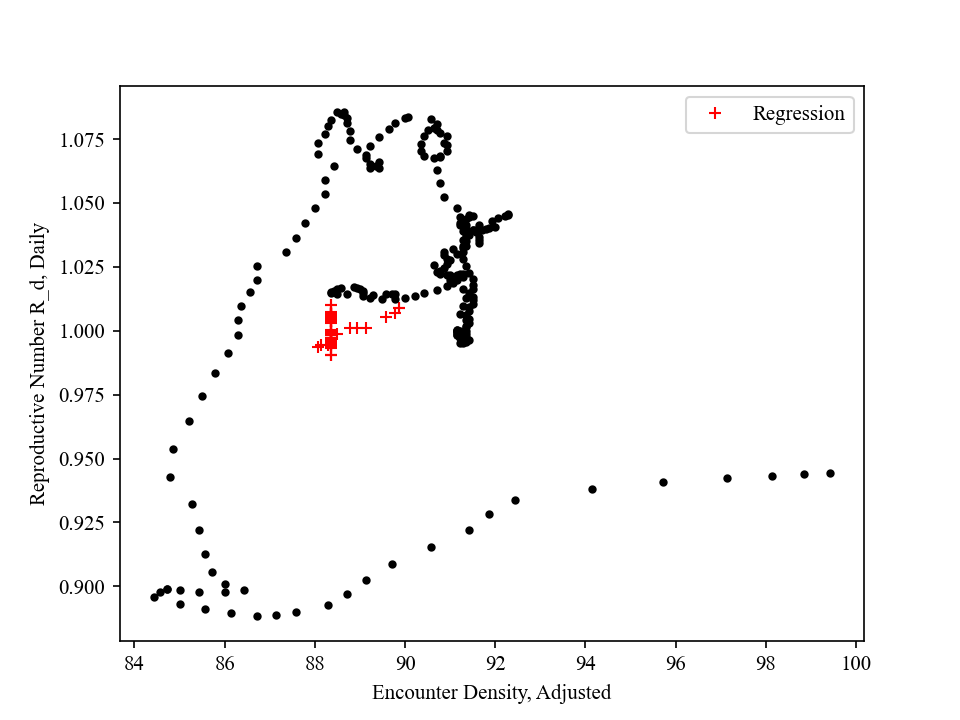 Regression
1.075
1.050
1.025
1.000
0.975
0.950
0.925
0.900
Reproductive Number R_d, Daily
84 86 88 90 92 94 96 98 100
Encounter Density, Adjusted